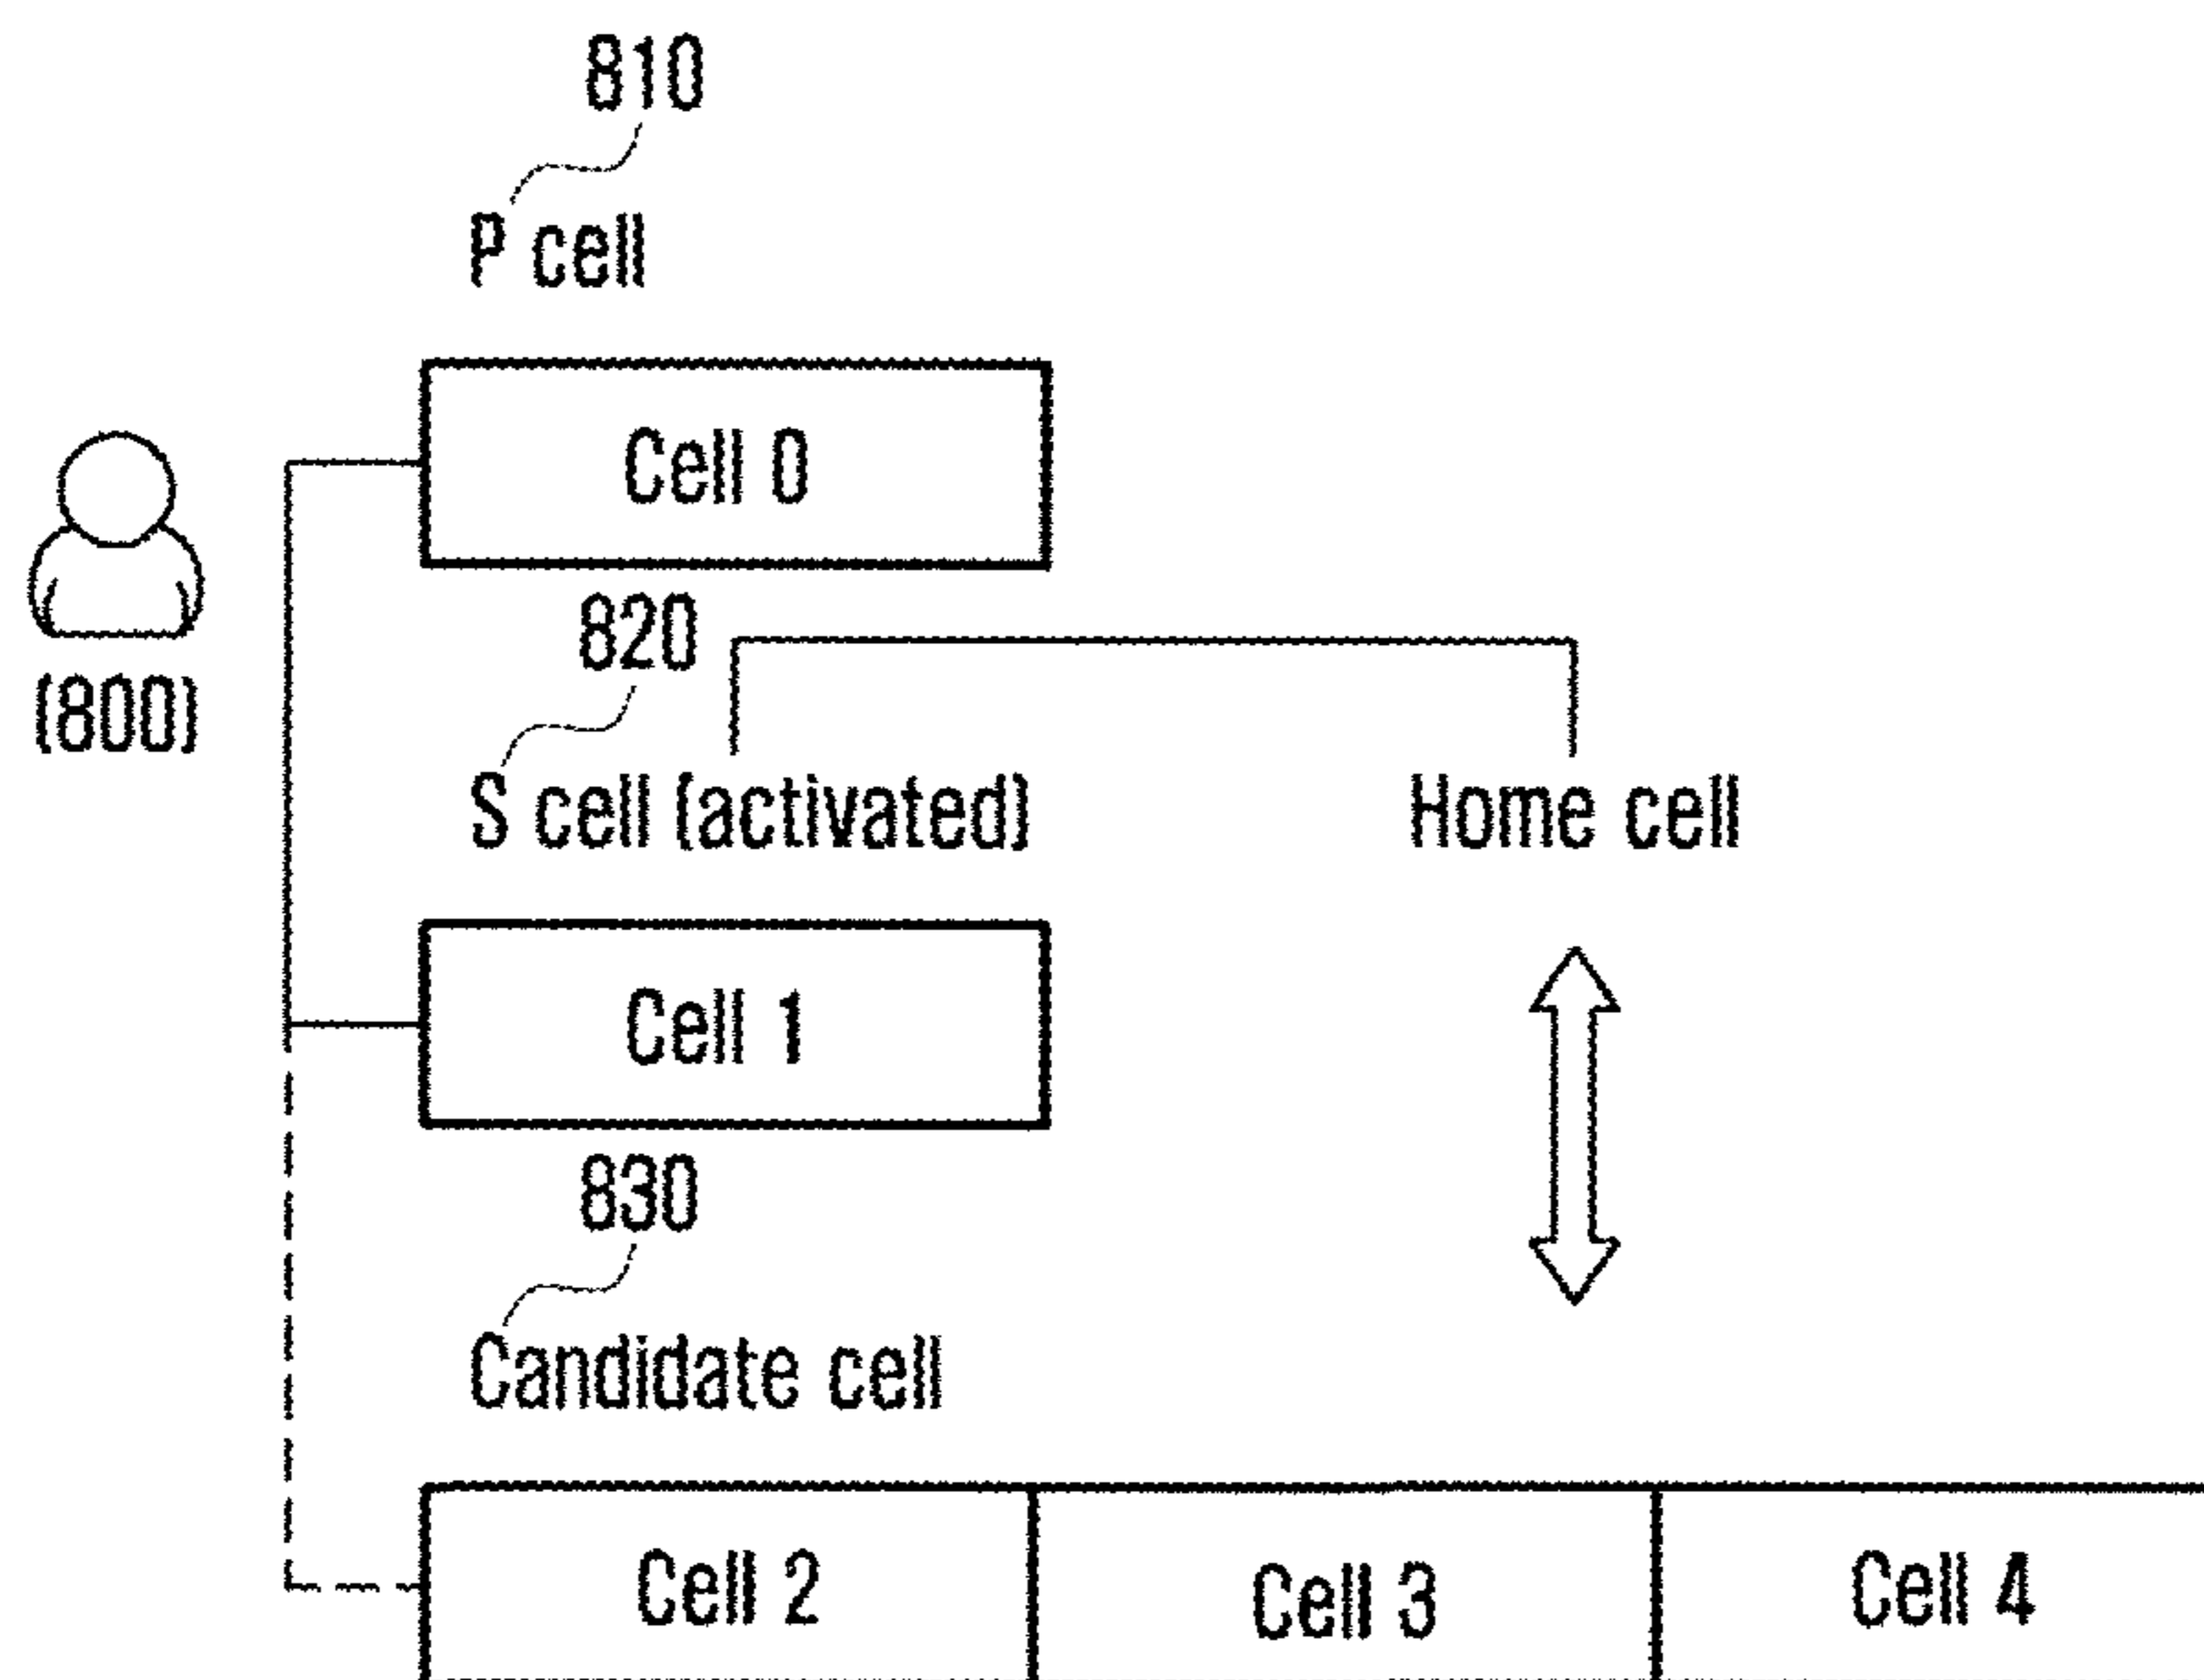 810
P cell
Cell 0
(800)
820
S cell (activated)
Home cell
Cell 1
830
Candidate cell
Cell 2
Cell 3
Cell 4